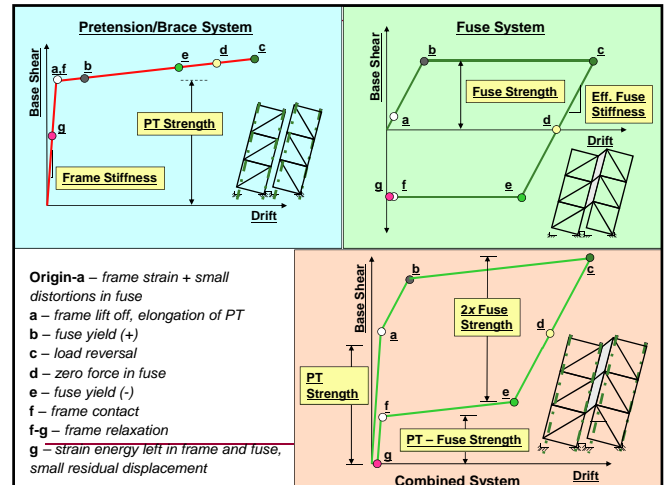 Pretension/Brace System
Base Shear
a,f
b
e
d
c
g
PT Strength
Frame Stiffness
Drift
Fuse System
Base Shear
b
c
Fuse Strength
Eff. Fuse
Stiffness
a
d
Drift
g
f
e
Origin-a – frame strain + small
distortions in fuse
a – frame lift off, elongation of PT
b – fuse yield (+)
c – load reversal
d – zero force in fuse
e – fuse yield (-)
f – frame contact
f-g – frame relaxation
g – strain energy left in frame and fuse,
small residual displacement
Base Shear
b
c
a
2x Fuse
Strength
d
PT
Strength
f
e
PT – Fuse Strength
g
Combined System
Drift